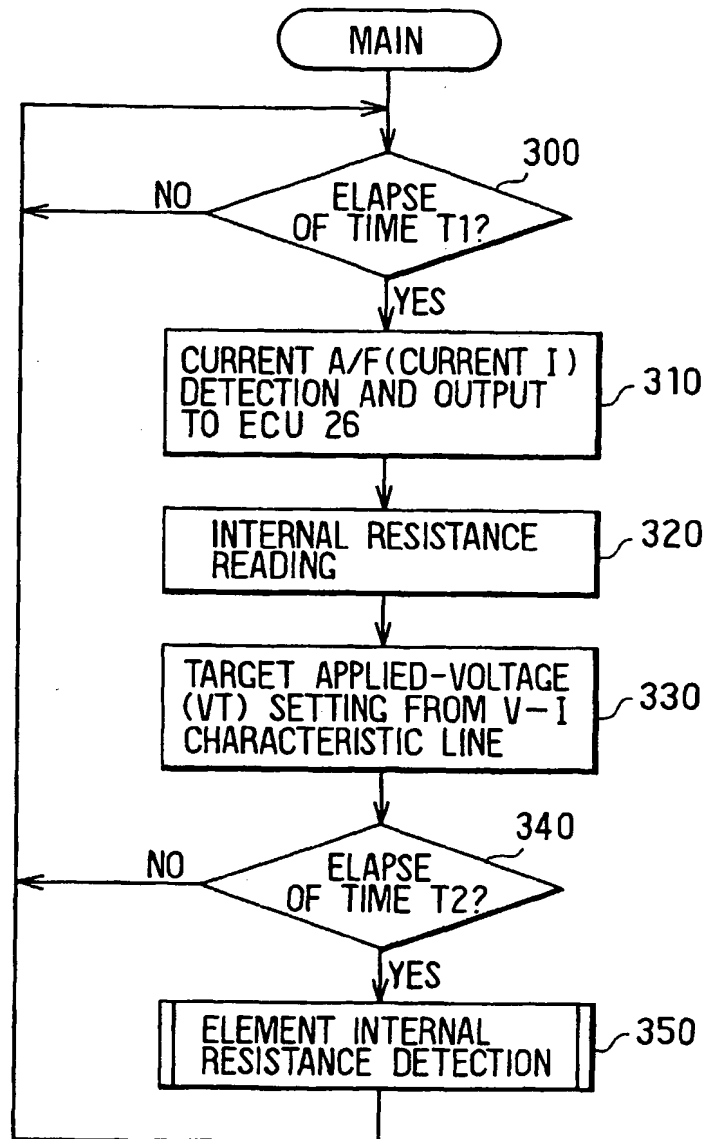 MAIN
300
NO
ELAPSE
OF TIME T1?
YES
CURRENT A/F(CURRENT I)
DETECTION AND OUTPUT
TO ECU 26
310
INTERNAL RESISTANCE
READING
320
TARGET APPLIED-VOLTAGE
(VT) SETTING FROM V-I
CHARACTERISTIC LINE
330
340
NO
ELAPSE
OF TIME T2?
YES
ELEMENT INTERNAL
RESISTANCE DETECTION
350